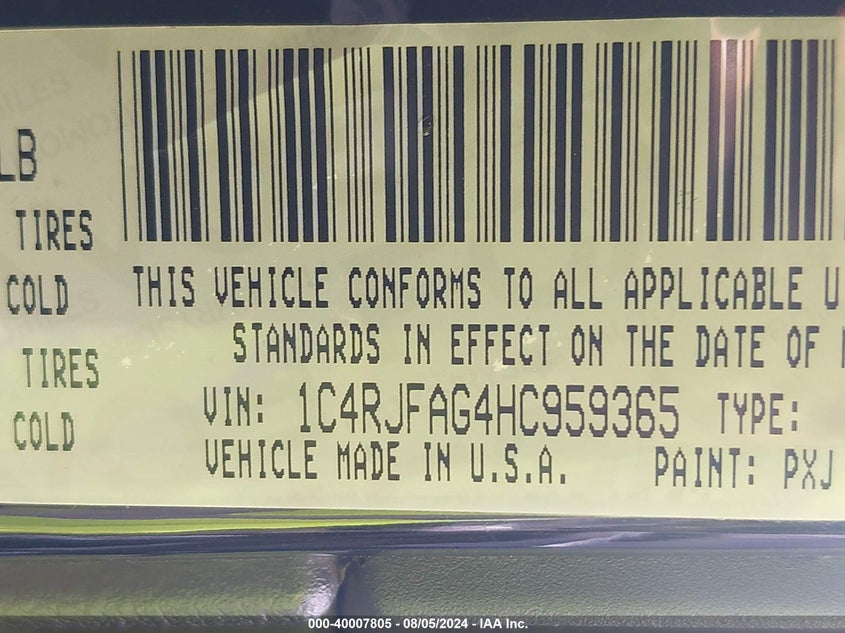 LB
TIRES
COLD
THIS VEHICLE CONFORMS TO ALL APPLICABLE U
STANDARDS IN EFFECT ON THE DATE OF
TIRES
VIN: 1C4RJFAG4HC959365 TYPE:
COLD
VEHICLE MADE IN U.S.A. PAINT: PXJ
000-40007805 - 08/05/2024 - IAA Inc.